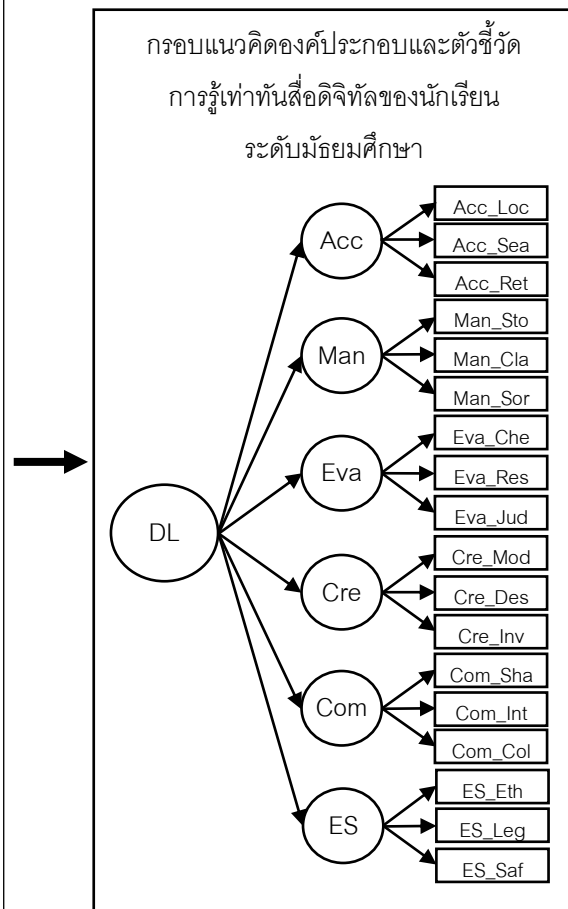 กรอบแนวคิดองค์ประกอบและตัวชี้วัด
การรู้เท่าทันสื่อดิจิทัลของนักเรียน
ระดับมัธยมศึกษา
DL
Acc
Acc_Loc
Acc_Sea
Acc_Ret
Man
Man_Sto
Man_Cla
Man_Sor
Eva
Eva_Che
Eva_Res
Eva_Jud
Cre
Cre_Mod
Cre_Des
Cre_Inv
Com
Com_Sha
Com_Int
Com_Col
ES
ES_Eth
ES_Leg
ES_Saf